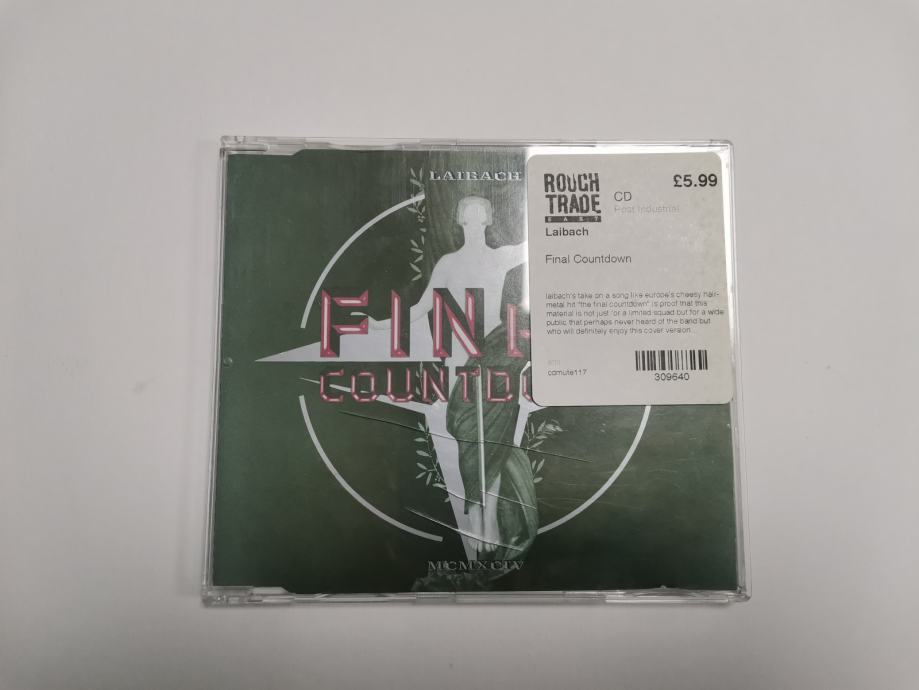 LAIBACH
FINA
COUNTDO
MCMXCIV
ROUGH
TRADE
EAST
£5.99
CD
Post Industrial
Laibach
Final Countdown
laibach's take on a song like europe's cheesy hair-
metal hit "the final countdown" is proof that this
material is not just for a limited squad but for a wide
public that perhaps never heard of the band but
who will definitely enjoy this cover version...
cdmute117
309640